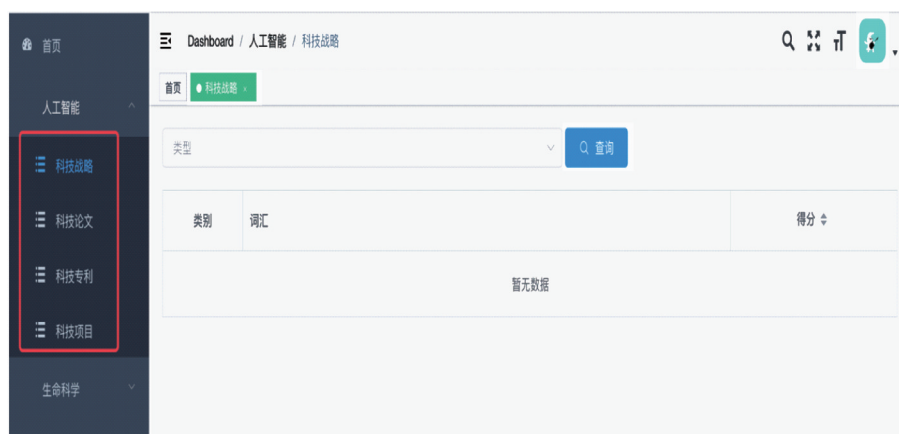 首页
人工智能
科技战略
科技论文
科技专利
科技项目
生命科学
Dashboard / 人工智能 / 科技战略
首页 科技战略 ×
类型 查询
类别 词汇 得分
暂无数据